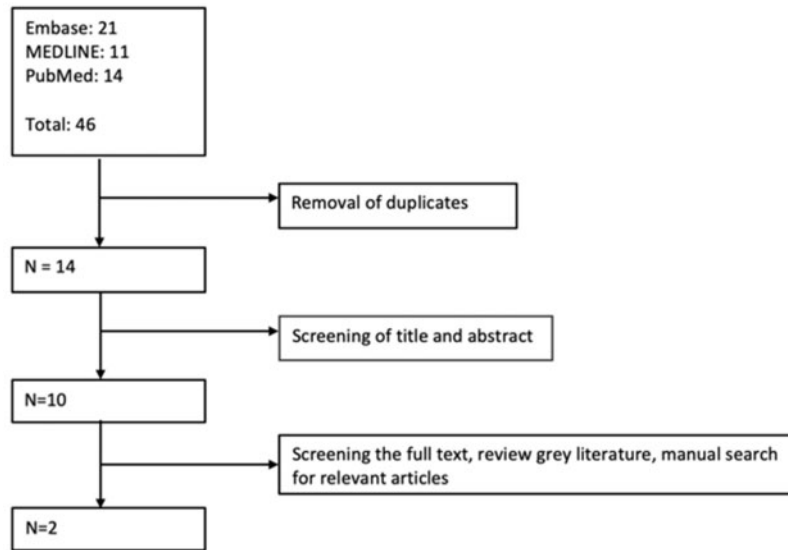 Embase: 21
MEDLINE: 11
PubMed: 14
Total: 46
Removal of duplicates
N = 14
Screening of title and abstract
N=10
Screening the full text, review grey literature, manual search
for relevant articles
N=2